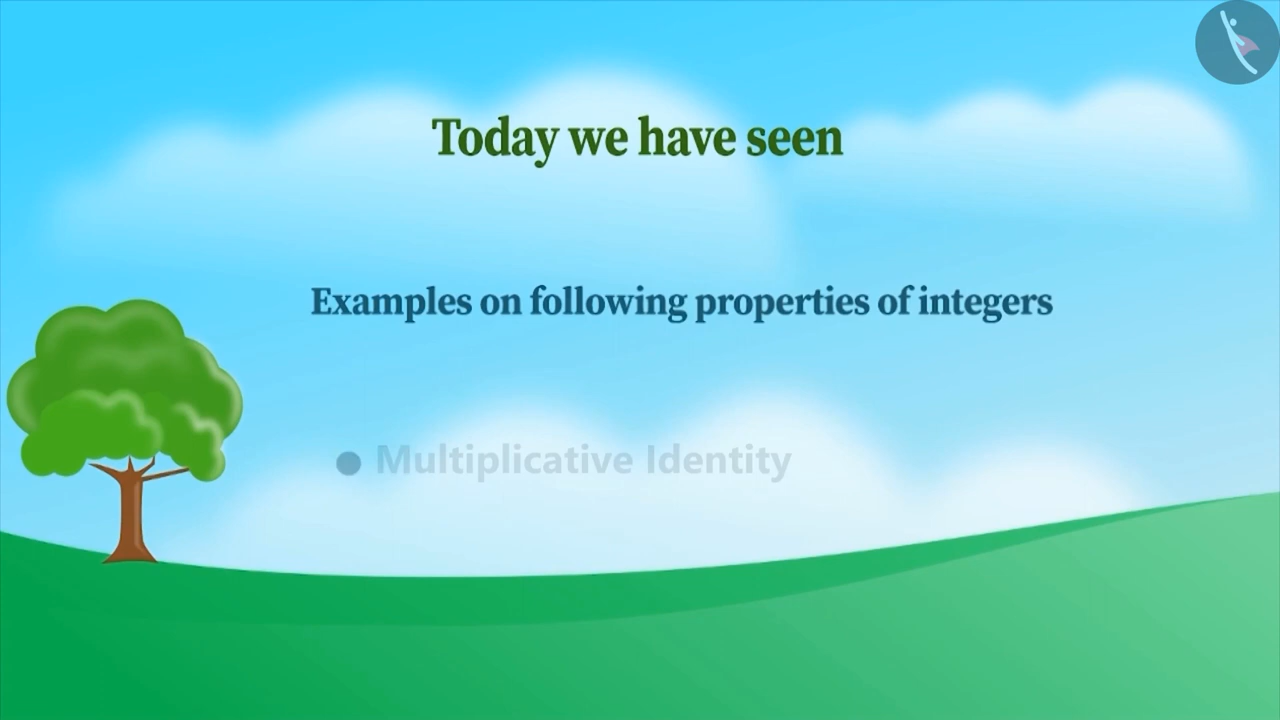 Today we have seen
Examples on following properties of integers
● Multiplicative Identity